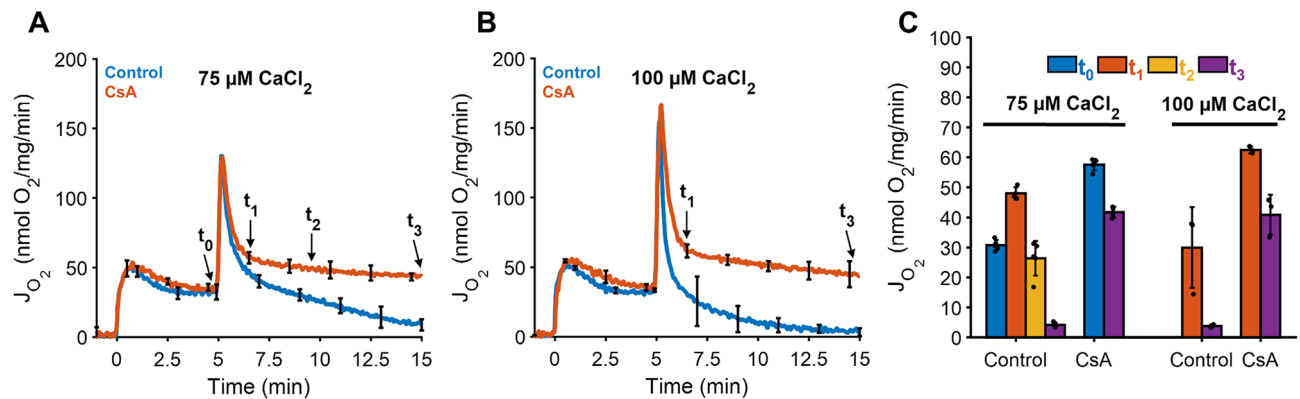 A
J_O₂ (nmol O₂/mg/min)
200
150
100
50
0
Control
CsA
75 µM CaCl₂
t₀
t₁
t₂
t₃
0
2.5
5
7.5
10
12.5
15
Time (min)
B
J_O₂ (nmol O₂/mg/min)
200
150
100
50
0
Control
CsA
100 µM CaCl₂
t₁
t₃
0
2.5
5
7.5
10
12.5
15
Time (min)
C
J_O₂ (nmol O₂/mg/min)
100
90
80
70
60
50
40
30
20
10
0
t₀ t₁ t₂ t₃
75 µM CaCl₂
100 µM CaCl₂
Control
CsA
Control
CsA